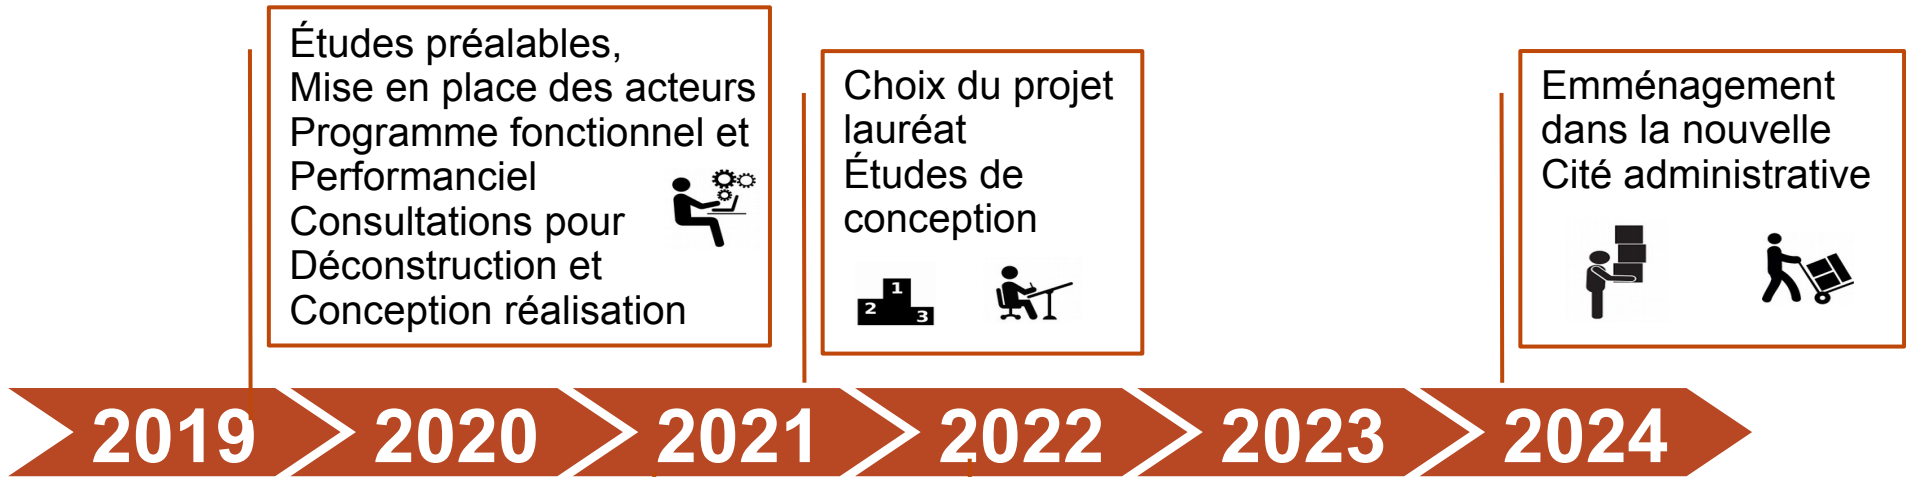 Études préalables,
Mise en place des acteurs
Programme fonctionnel et
Performanciel
Consultations pour
Déconstruction et
Conception réalisation
Choix du projet
lauréat
Études de
conception
1
2
3
Emménagement
dans la nouvelle
Cité administrative
2019
2020
2021
2022
2023
2024